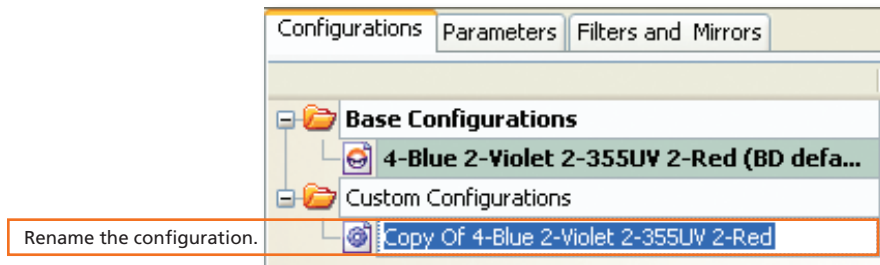 Configurations Parameters Filters and Mirrors
Base Configurations
4-Blue 2-Violet 2-355UV 2-Red (BD defa...
Custom Configurations
Rename the configuration. Copy Of 4-Blue 2-Violet 2-355UV 2-Red